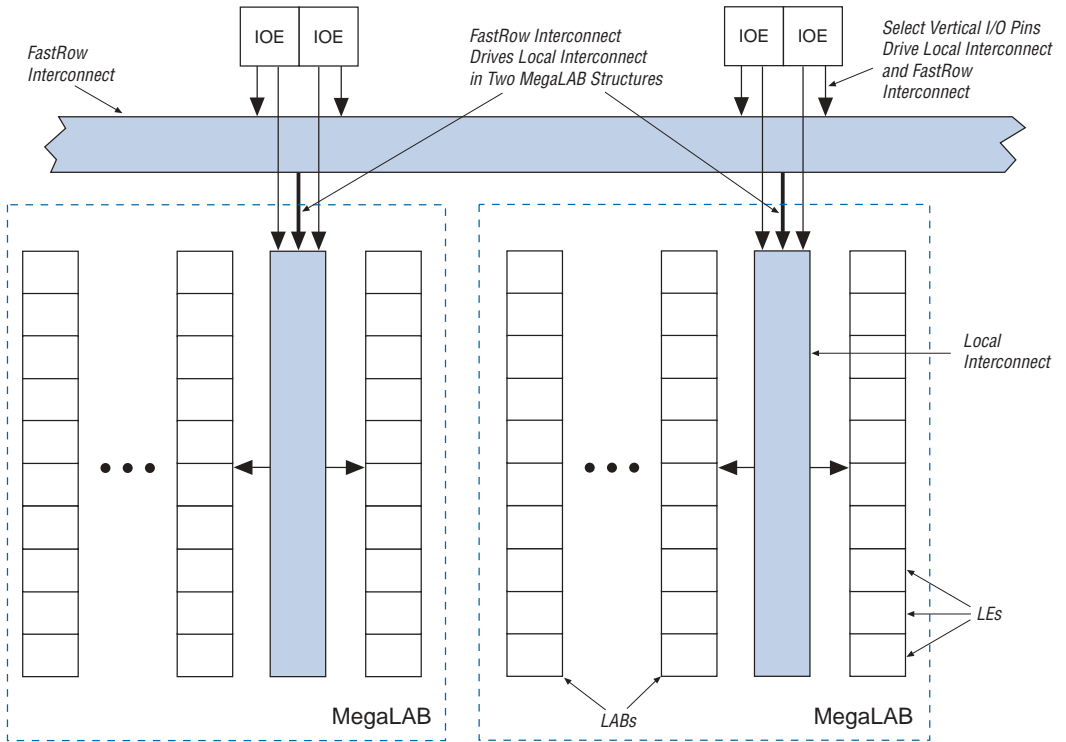 IOE IOE
FastRow
Interconnect
FastRow Interconnect
Drives Local Interconnect
in Two MegaLAB Structures
IOE IOE
Select Vertical I/O Pins
Drive Local Interconnect
and FastRow
Interconnect
Local
Interconnect
LEs
LABs
MegaLAB
MegaLAB